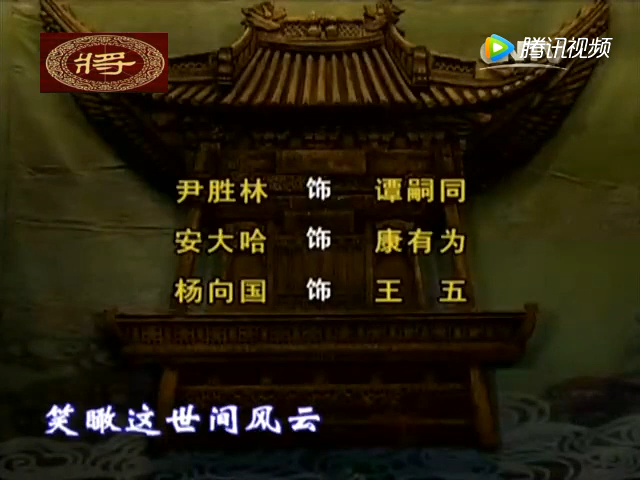 腾讯视频
尹胜林 饰 谭嗣同
安大哈 饰 康有为
杨向国 饰 王 五
笑瞰这世间风云